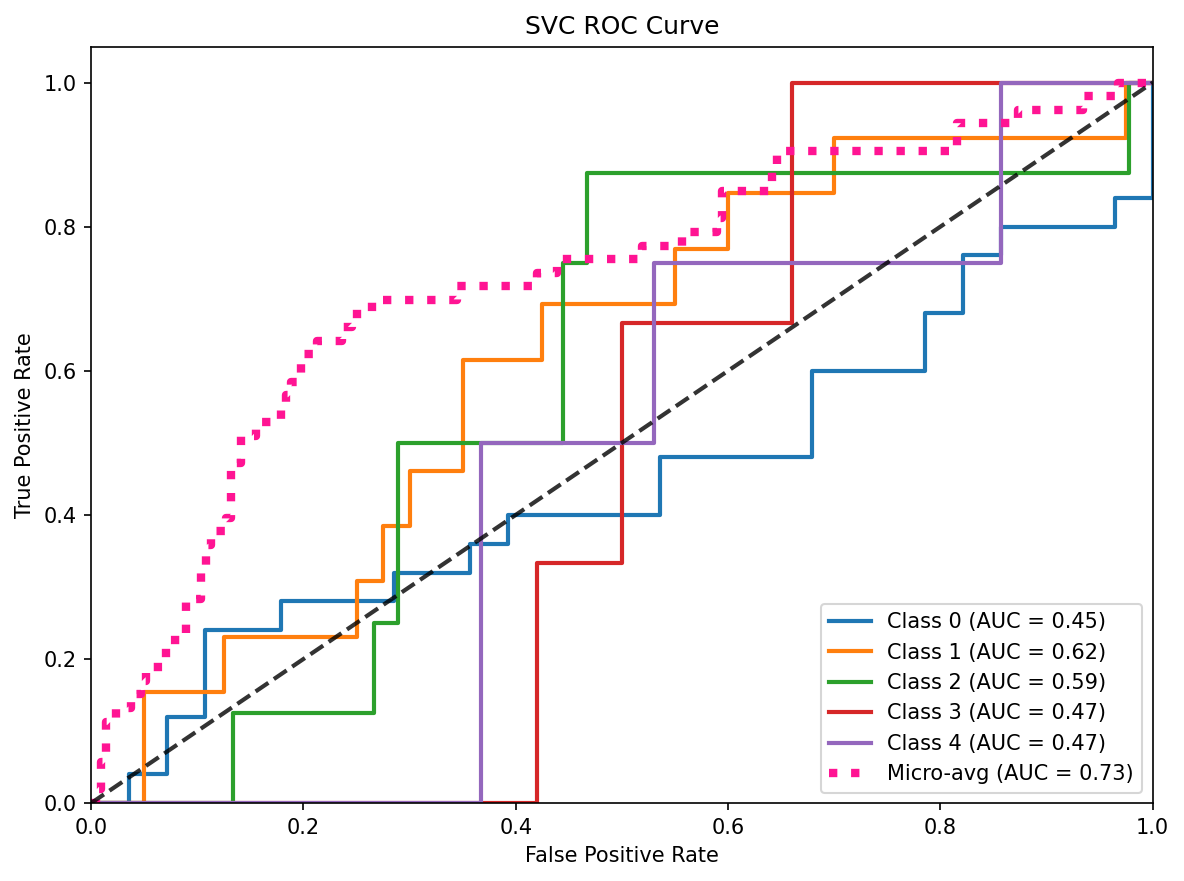 SVC ROC Curve
True Positive Rate
1.0
0.8
0.6
0.4
0.2
0.0
0.0 0.2 0.4 0.6 0.8 1.0
False Positive Rate
Class 0 (AUC = 0.45)
Class 1 (AUC = 0.62)
Class 2 (AUC = 0.59)
Class 3 (AUC = 0.47)
Class 4 (AUC = 0.47)
Micro-avg (AUC = 0.73)